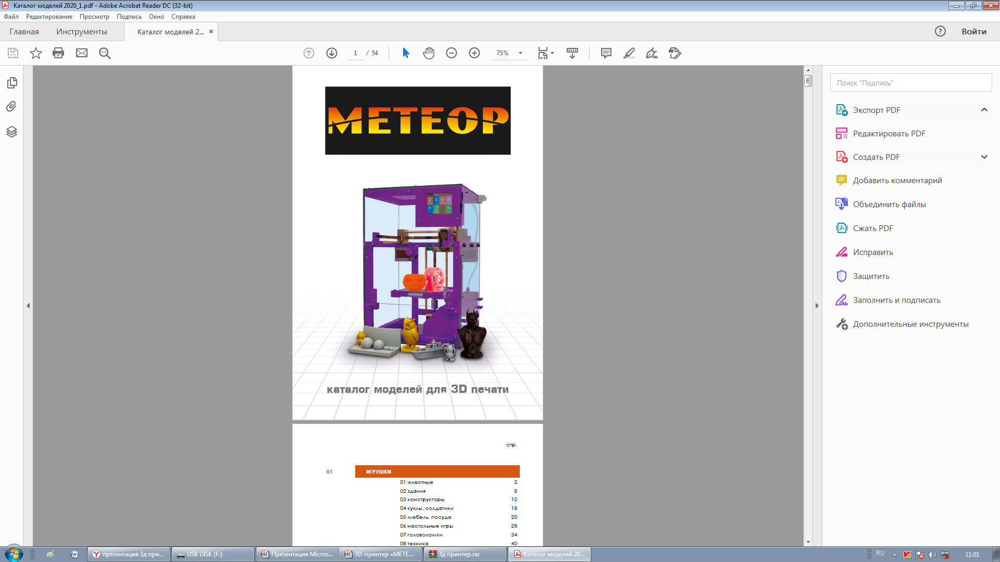 Каталог моделей 2020_1.pdf - Adobe Acrobat Reader DC (32-bit)
Файл Редактирование Просмотр Подпись Окно Справка
Главная Инструменты Каталог моделей 2... Войти
1 / 54 75%
Поиск "Подпись"
Экспорт PDF
Редактировать PDF
Создать PDF
Добавить комментарий
Объединить файлы
Сжать PDF
Исправить
Защитить
Заполнить и подписать
Дополнительные инструменты
МЕТЕОР
каталог моделей для 3D печати
стр.
01 ИГРУШКИ
01 животные 2
02 здания 8
03 конструкторы 10
04 куклы, солдатики 18
05 мебель, посуда 20
06 настольные игры 28
07 головоломки 34
08 техника 40
презентация 3д при... USB DISK (F:) Презентация Micros... 3D-принтер «МЕТЕ... 3д принтер.rar Каталог моделей 20... RU 11:01